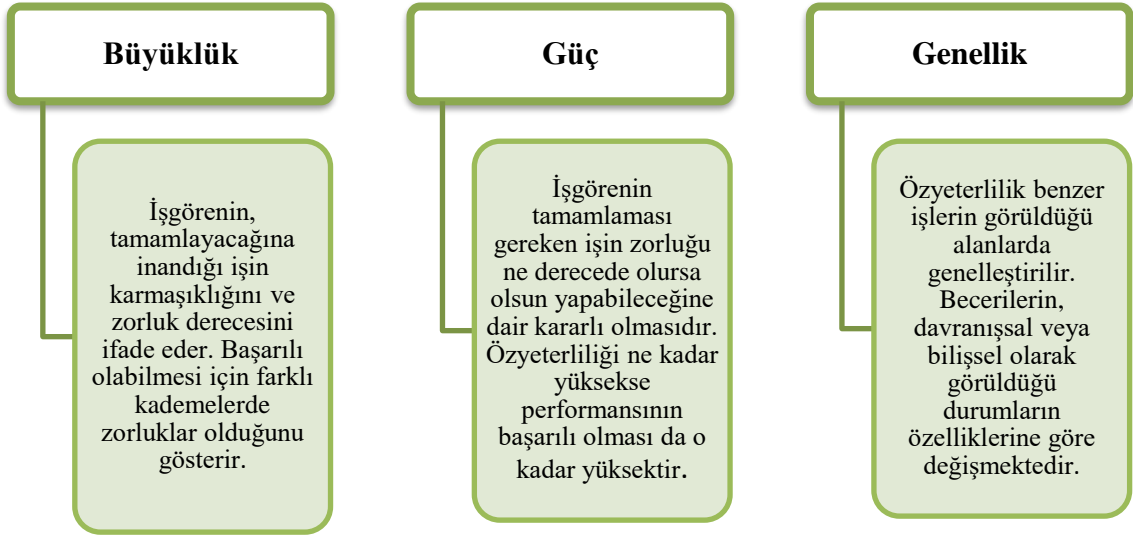 Büyüklük
İşgörenin,
tamamlayacağına
inandığı işin
karmaşıklığını ve
zorluk derecesini
ifade eder. Başarılı
olabilmesi için farklı
kademelerde
zorluklar olduğunu
gösterir.
Güç
İşgörenin
tamamlaması
gereken işin zorluğu
ne derecede olursa
olsun yapabileceğine
dair kararlı olmasıdır.
Özyeterliliği ne kadar
yüksekse
performansının
başarılı olması da o
kadar yüksektir.
Genellik
Özyeterlilik benzer
işlerin görüldüğü
alanlarda
genelleştirilir.
Becerilerin,
davranışsal veya
bilişsel olarak
görüldüğü
durumların
özelliklerine göre
değişmektedir.